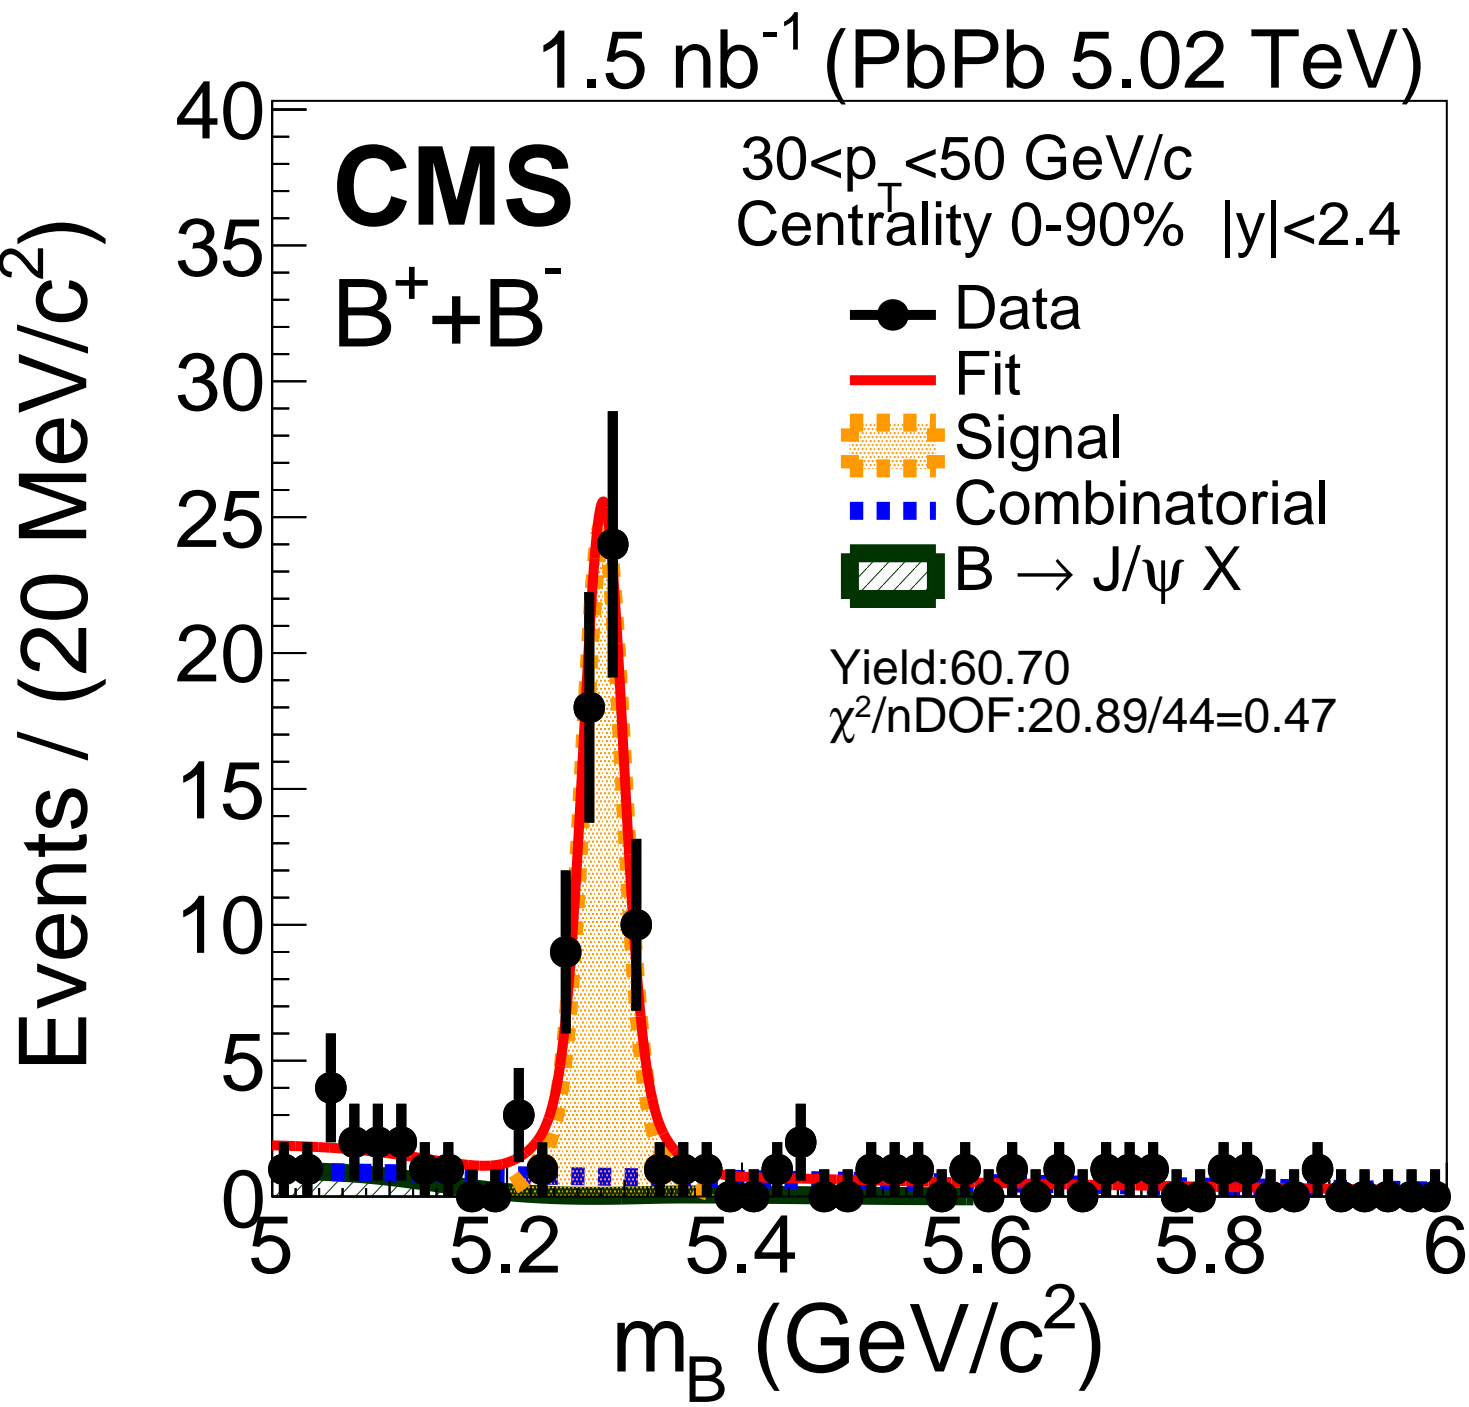 1.5 nb⁻¹ (PbPb 5.02 TeV)
CMS
B⁺+B⁻
30<p_T<50 GeV/c
Centrality 0-90% |y|<2.4
Data
Fit
Signal
Combinatorial
B → J/ψ X
Yield:60.70
χ²/nDOF:20.89/44=0.47
Events / (20 MeV/c²)
40
35
30
25
20
15
10
5
0
5 5.2 5.4 5.6 5.8 6
m_B (GeV/c²)